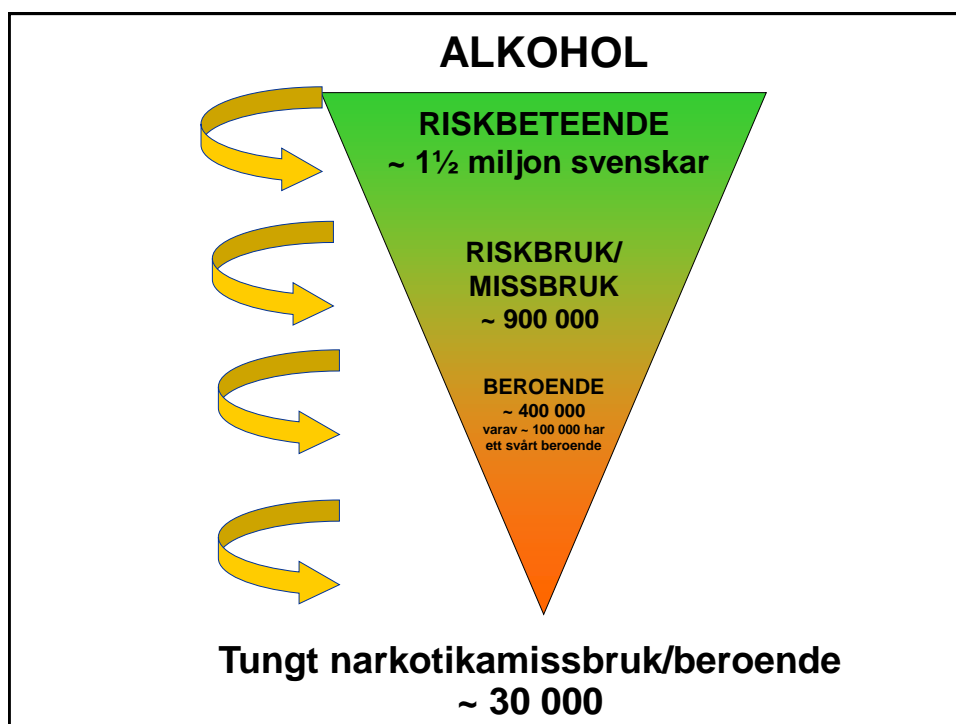 ALKOHOL
RISKBETEENDE
~ 1½ miljon svenskar
RISKBRUK/
MISSBRUK
~ 900 000
BEROENDE
~ 400 000
varav ~ 100 000 har
ett svårt beroende
Tungt narkotikamissbruk/beroende
~ 30 000